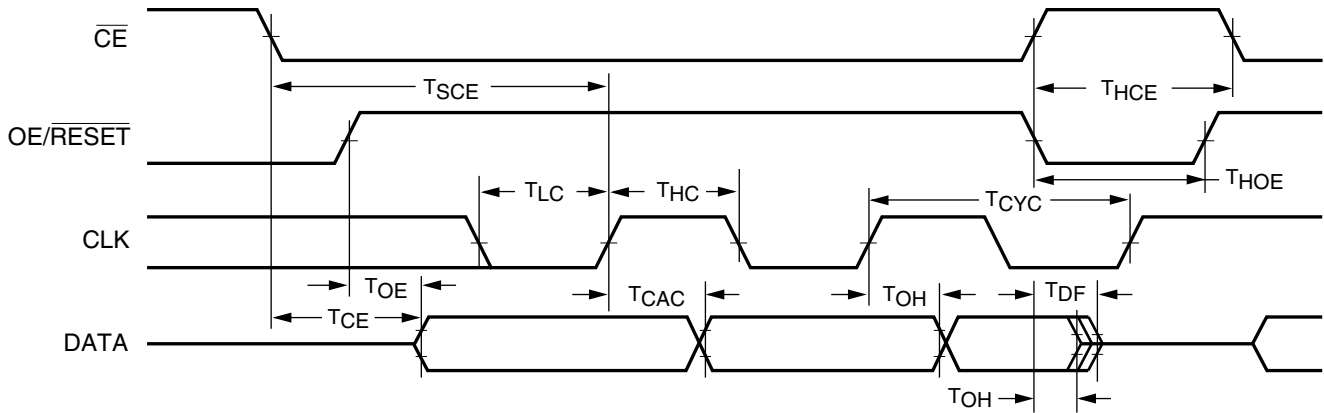 CE
TSCE
THCE
OE/RESET
TLC
THC
TCYC
THOE
CLK
TOE
TCAC
TOH
TDF
TCE
DATA
TOH